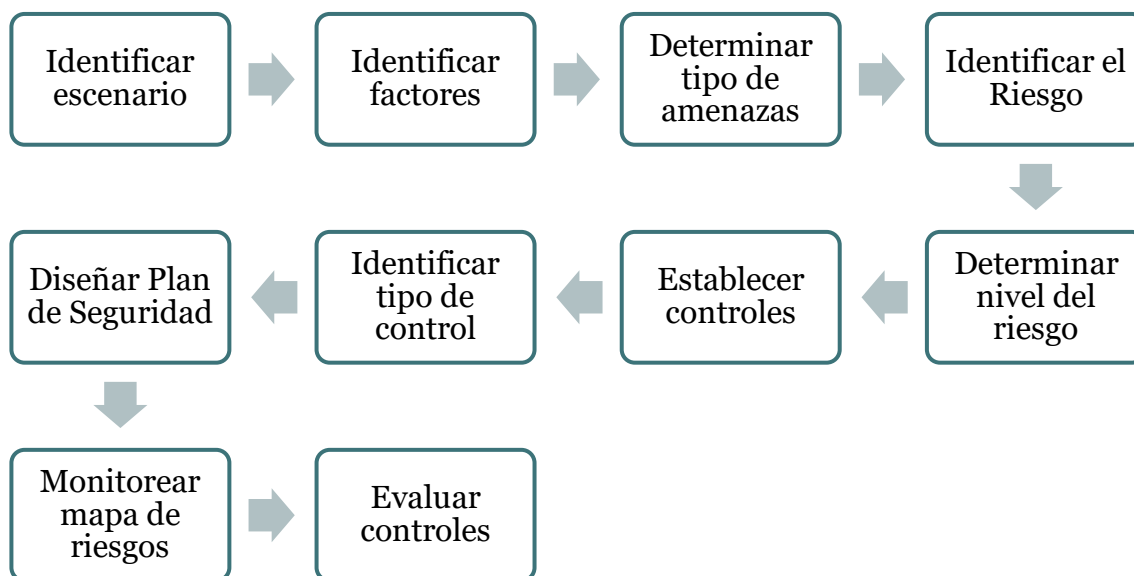 Identificar
escenario
Identificar
factores
Determinar
tipo de
amenazas
Identificar el
Riesgo
Determinar
nivel del
riesgo
Establecer
controles
Identificar
tipo de
control
Diseñar Plan
de Seguridad
Monitorear
mapa de
riesgos
Evaluar
controles